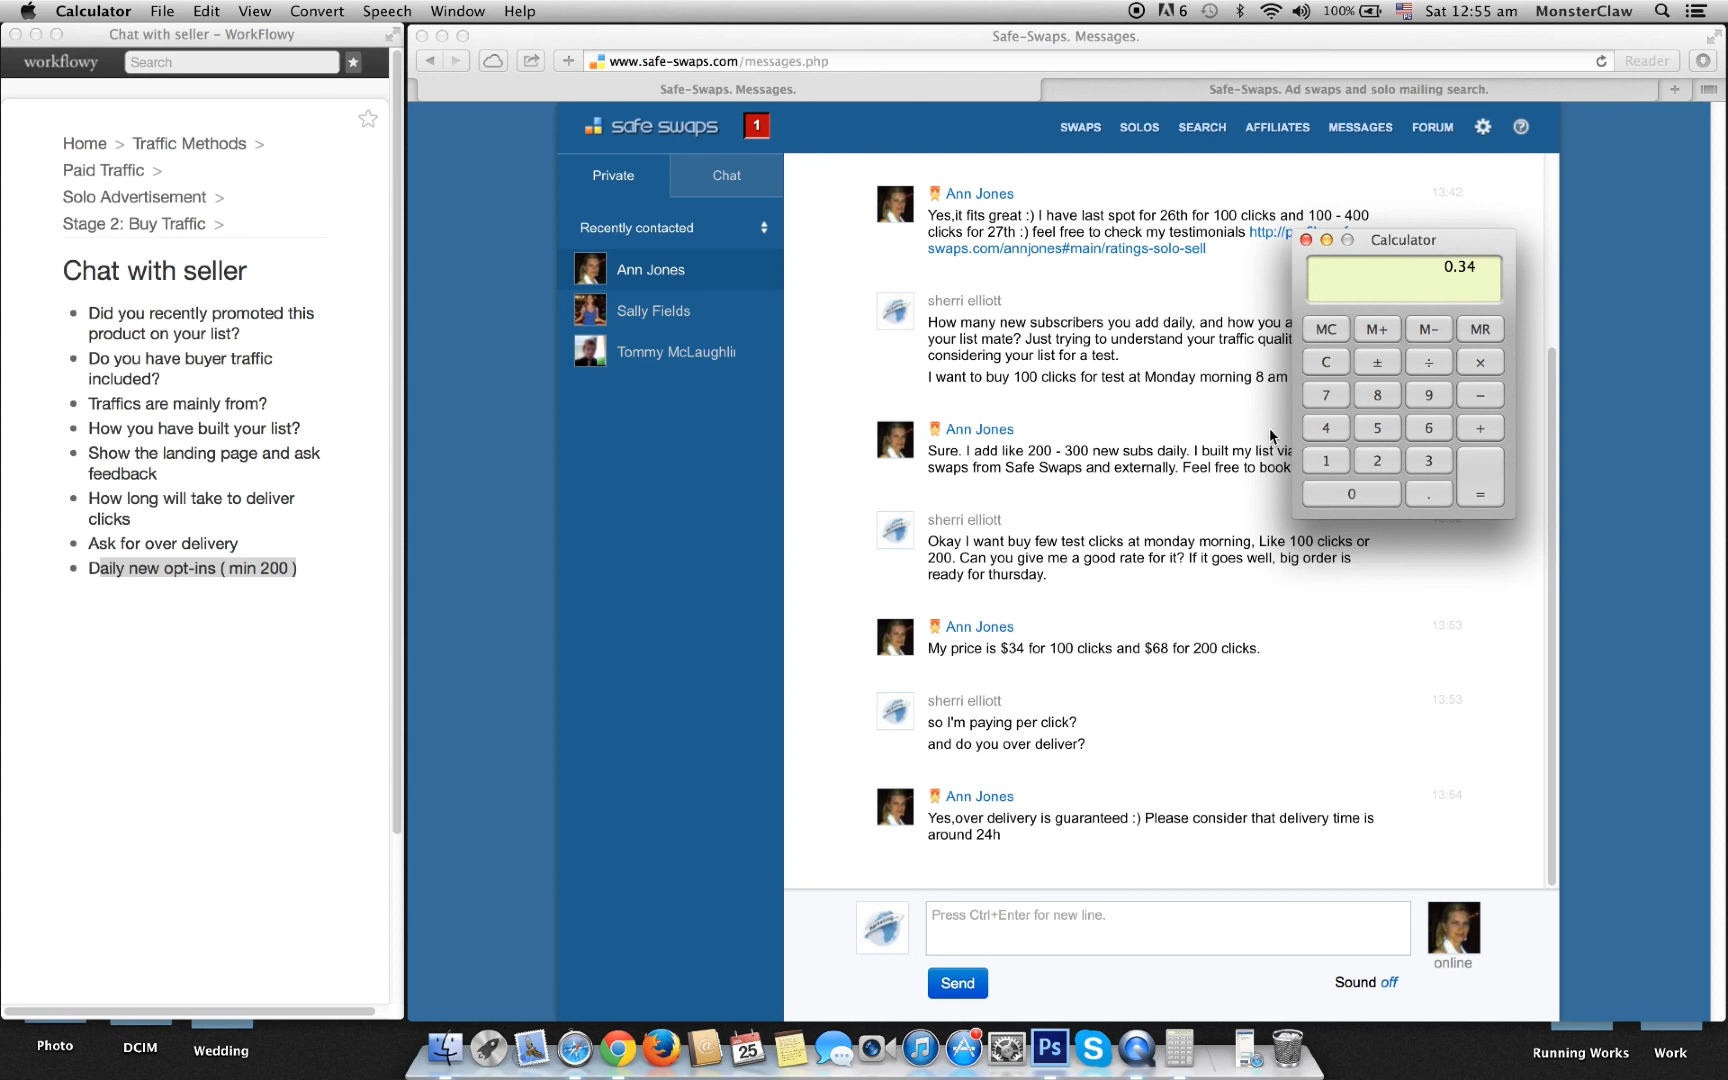 Calculator File Edit View Convert Speech Window Help
6 100% Sat 12:55 am MonsterClaw
Chat with seller - WorkFlowy
workflowy Search
Home > Traffic Methods >
Paid Traffic >
Solo Advertisement >
Stage 2: Buy Traffic >
Chat with seller
Did you recently promoted this
product on your list?
Do you have buyer traffic
included?
Traffics are mainly from?
How you have built your list?
Show the landing page and ask
feedback
How long will take to deliver
clicks
Ask for over delivery
Daily new opt-ins ( min 200 )
Safe-Swaps. Messages.
www.safe-swaps.com/messages.php
Reader
Safe-Swaps. Messages.
Safe-Swaps. Ad swaps and solo mailing search.
safe swaps 1
SWAPS SOLOS SEARCH AFFILIATES MESSAGES FORUM
Private Chat
Recently contacted
Ann Jones
Sally Fields
Tommy McLaughli
Ann Jones 13:42
Yes,it fits great :) I have last spot for 26th for 100 clicks and 100 - 400
clicks for 27th :) feel free to check my testimonials
swaps.com/annjones#main/ratings-solo-sell
sherri elliott
How many new subscribers you add daily, and how you
your list mate? Just trying to understand your traffic
considering your list for a test.
I want to buy 100 clicks for test at Monday morning 8 am
Ann Jones
Sure. I add like 200 - 300 new subs daily. I built my list
swaps from Safe Swaps and externally. Feel free to book
sherri elliott
Okay I want buy few test clicks at monday morning, Like 100 clicks or
200. Can you give me a good rate for it? If it goes well, big order is
ready for thursday.
Ann Jones 13:53
My price is $34 for 100 clicks and $68 for 200 clicks.
sherri elliott 13:53
so I'm paying per click?
and do you over deliver?
Ann Jones 13:54
Yes,over delivery is guaranteed :) Please consider that delivery time is
around 24h
Press Ctrl+Enter for new line.
online
Send
Sound off
Calculator
0.34
MC M+ M- MR
C ± ÷ ×
7 8 9 −
4 5 6 +
1 2 3
0 . =
Photo
DCIM
Wedding
25
Ps
Running Works
Work